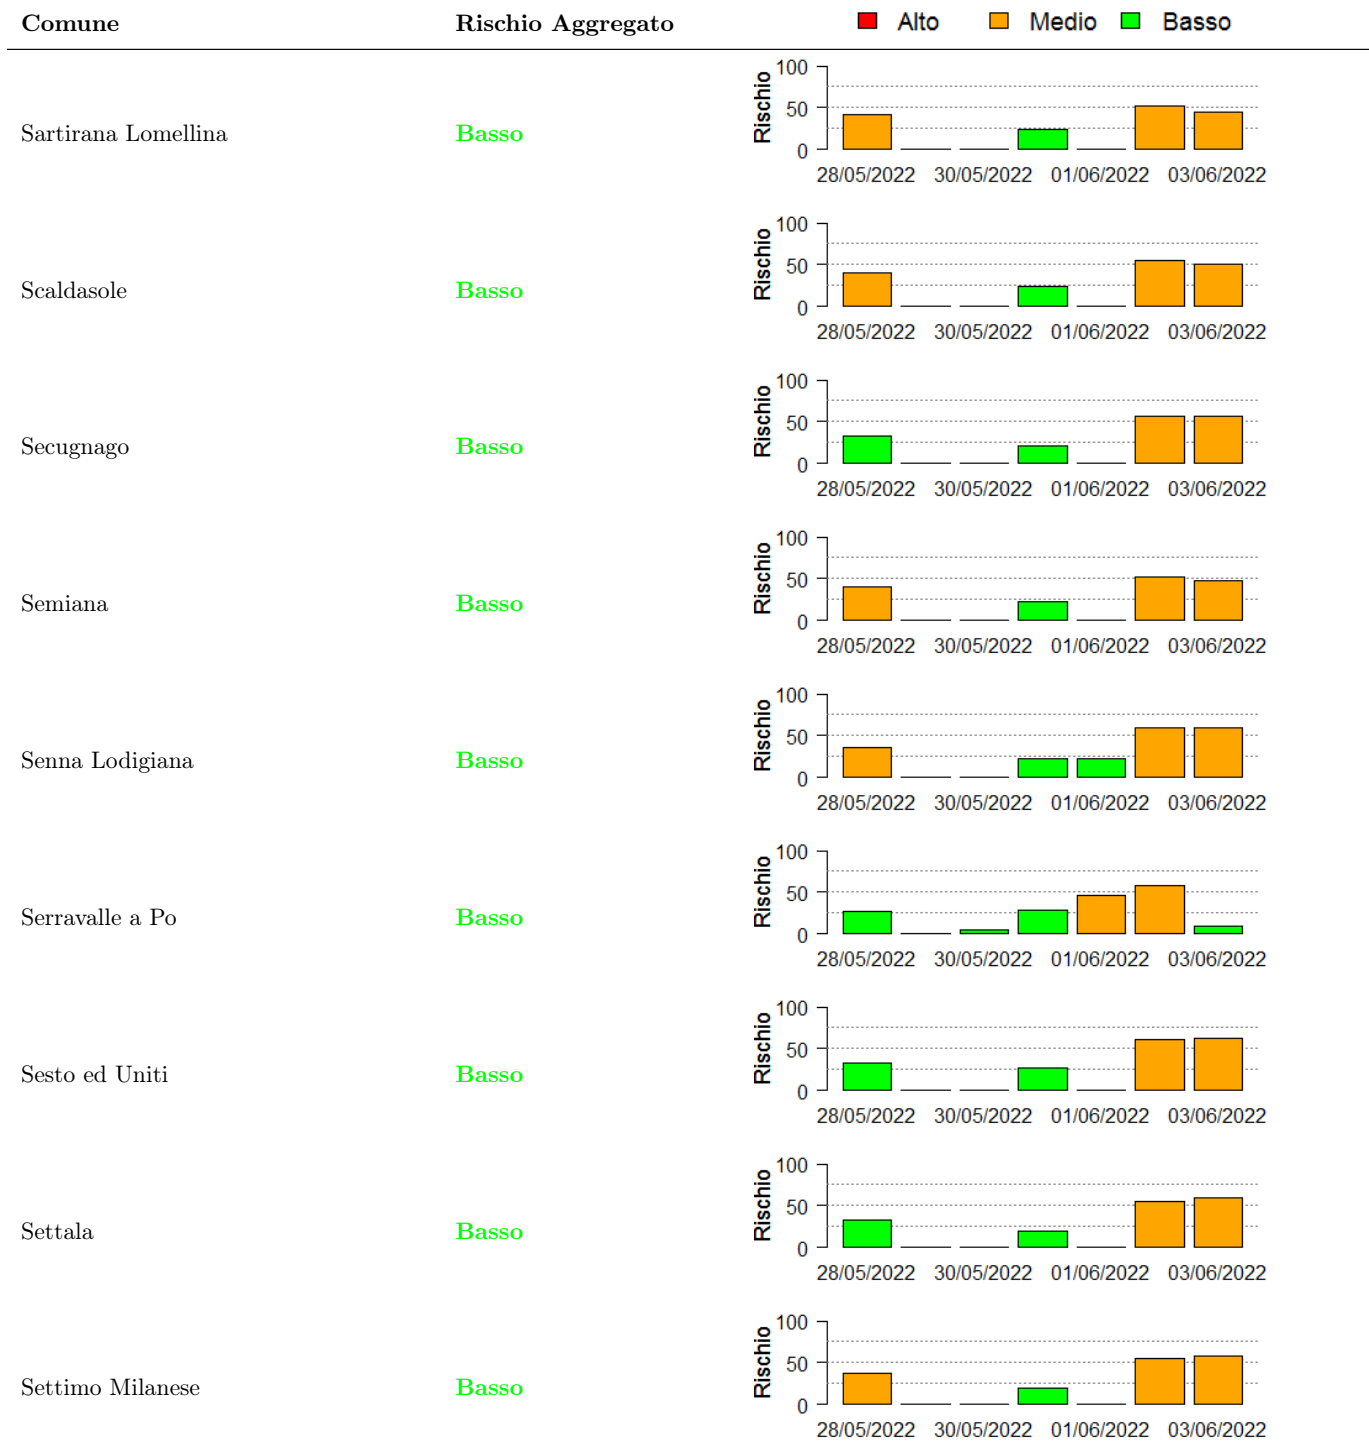 Comune Rischio Aggregato Alto Medio Basso
Sartirana Lomellina Basso Rischio 100 50 0
28/05/2022 30/05/2022 01/06/2022 03/06/2022
Scaldasole Basso Rischio 100 50 0
28/05/2022 30/05/2022 01/06/2022 03/06/2022
Secugnago Basso Rischio 100 50 0
28/05/2022 30/05/2022 01/06/2022 03/06/2022
Semiana Basso Rischio 100 50 0
28/05/2022 30/05/2022 01/06/2022 03/06/2022
Senna Lodigiana Basso Rischio 100 50 0
28/05/2022 30/05/2022 01/06/2022 03/06/2022
Serravalle a Po Basso Rischio 100 50 0
28/05/2022 30/05/2022 01/06/2022 03/06/2022
Sesto ed Uniti Basso Rischio 100 50 0
28/05/2022 30/05/2022 01/06/2022 03/06/2022
Settala Basso Rischio 100 50 0
28/05/2022 30/05/2022 01/06/2022 03/06/2022
Settimo Milanese Basso Rischio 100 50 0
28/05/2022 30/05/2022 01/06/2022 03/06/2022